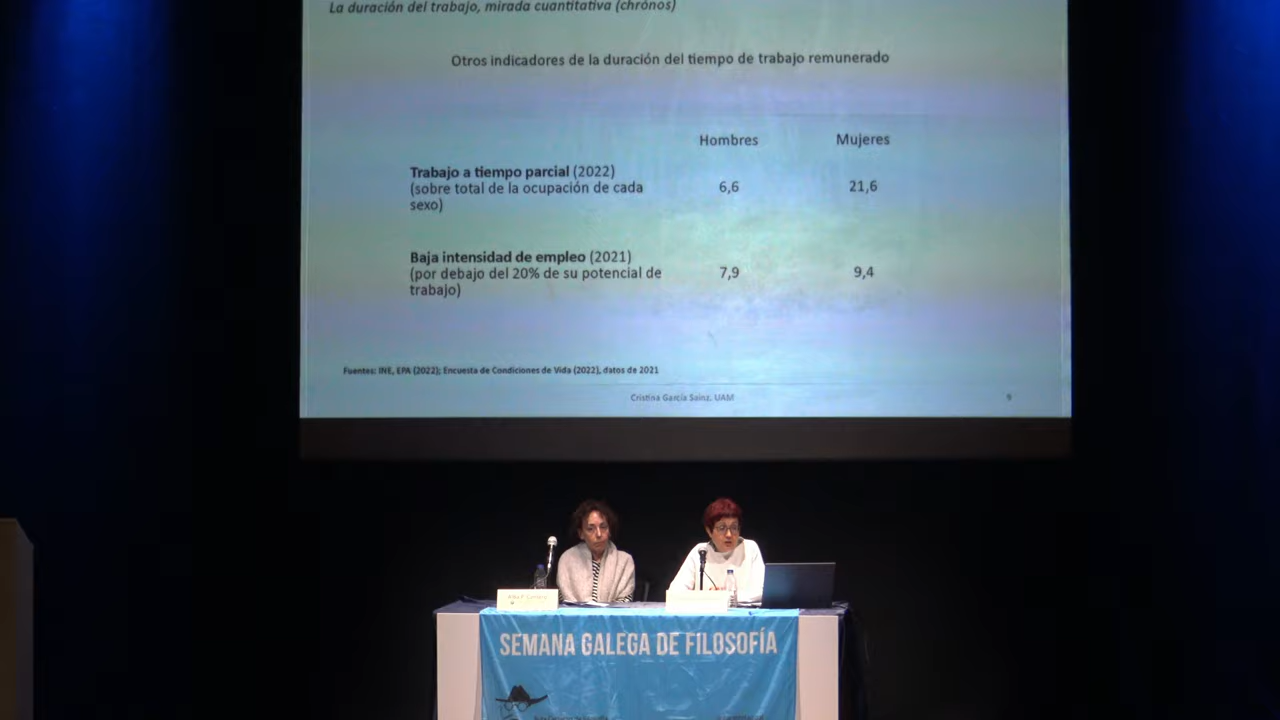 La duración del trabajo, mirada cuantitativa (chrónos)
Otros indicadores de la duración del tiempo de trabajo remunerado
Hombres Mujeres
Trabajo a tiempo parcial (2022)
(sobre total de la ocupación de cada
sexo)
6,6 21,6
Baja intensidad de empleo (2021)
(por debajo del 20% de su potencial de
trabajo)
7,9 9,4
Fuentes: INE, EPA (2022); Encuesta de Condiciones de Vida (2022), datos de 2021
Cristina García Sainz. UAM 9
SEMANA GALEGA DE FILOSOFÍA